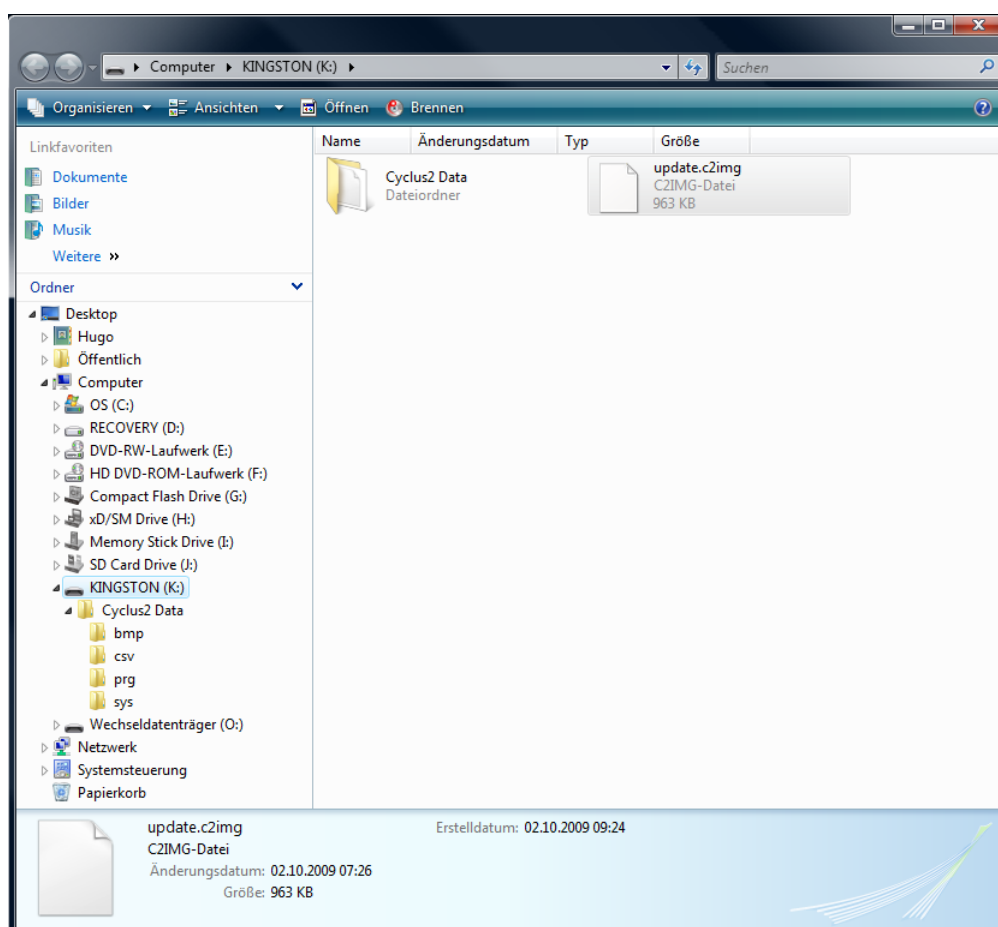 Computer ▸ KINGSTON (K:) ▸
Suchen
Organisieren Ansichten Öffnen Brennen
Linkfavoriten
Dokumente
Bilder
Musik
Weitere »
Ordner
Desktop
Hugo
Öffentlich
Computer
OS (C:)
RECOVERY (D:)
DVD-RW-Laufwerk (E:)
HD DVD-ROM-Laufwerk (F:)
Compact Flash Drive (G:)
xD/SM Drive (H:)
Memory Stick Drive (I:)
SD Card Drive (J:)
KINGSTON (K:)
Cyclus2 Data
bmp
csv
prg
sys
Wechseldatenträger (O:)
Netzwerk
Systemsteuerung
Papierkorb
Name Änderungsdatum Typ Größe
Cyclus2 Data
Dateiordner
update.c2img
C2IMG-Datei
963 KB
update.c2img
C2IMG-Datei
Änderungsdatum: 02.10.2009 07:26
Größe: 963 KB
Erstelldatum: 02.10.2009 09:24